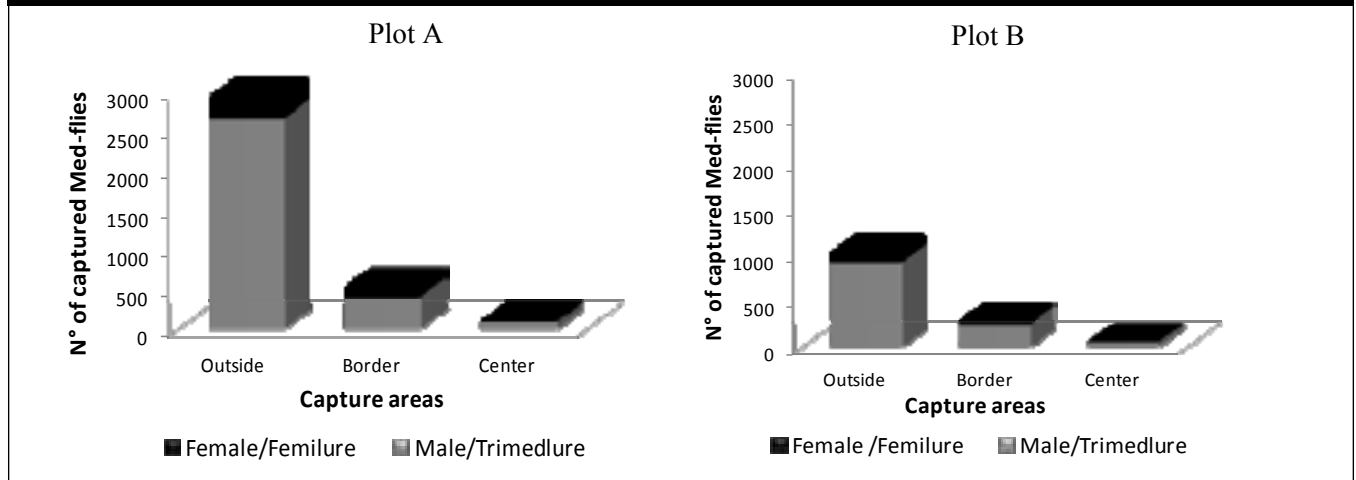 Plot A
N° of captured Med-flies
3000
2500
2000
1500
1000
500
0
Outside Border Center
Capture areas
Female/Femilure Male/Trimedlure
Plot B
N° of captured Med-flies
3000
2500
2000
1500
1000
500
0
Outside Border Center
Capture areas
Female /Femilure Male/Trimedlure